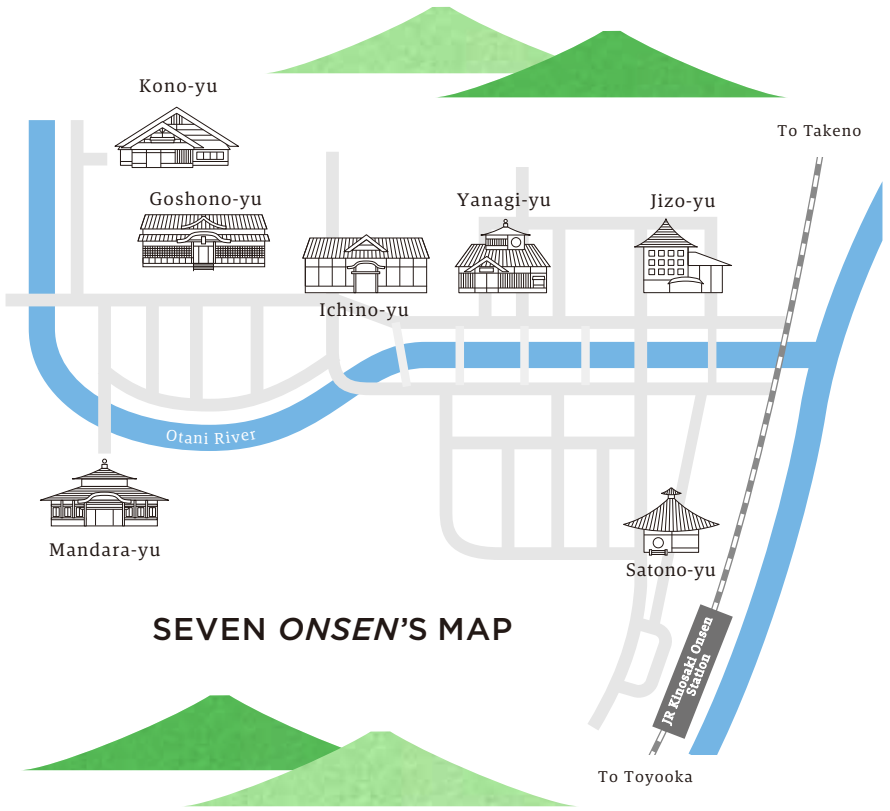 Kono-yu
To Takeno
Goshono-yu
Yanagi-yu
Jizo-yu
Ichino-yu
Otani River
Mandara-yu
Satono-yu
SEVEN ONSEN'S MAP
JR Kinosaki Onsen
Station
To Toyooka